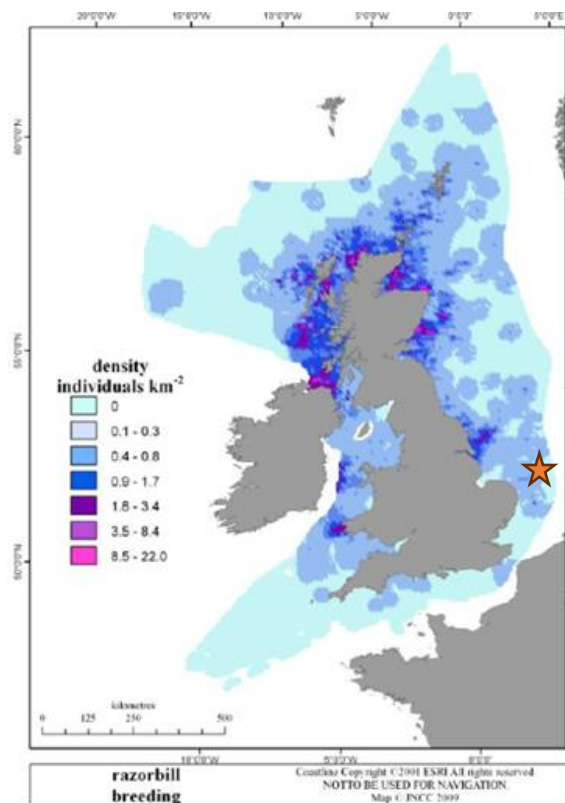 20°0'0"W 15°0'0"W 10°0'0"W 5°0'0"W 0°0'0" 5°0'0"E
60°0'0"N
55°0'0"N
50°0'0"N
density
individuals km-2
0
0.1 - 0.3
0.4 - 0.8
0.9 - 1.7
1.8 - 3.4
3.5 - 8.4
8.5 - 22.0
kilometres
0 125 250 500
10°0'0"W 5°0'0"W 0°0'0"
razorbill
breeding
Coastline Copyright ©2001 ESRI All rights reserved
NOT TO BE USED FOR NAVIGATION.
Map © JNCC 2009